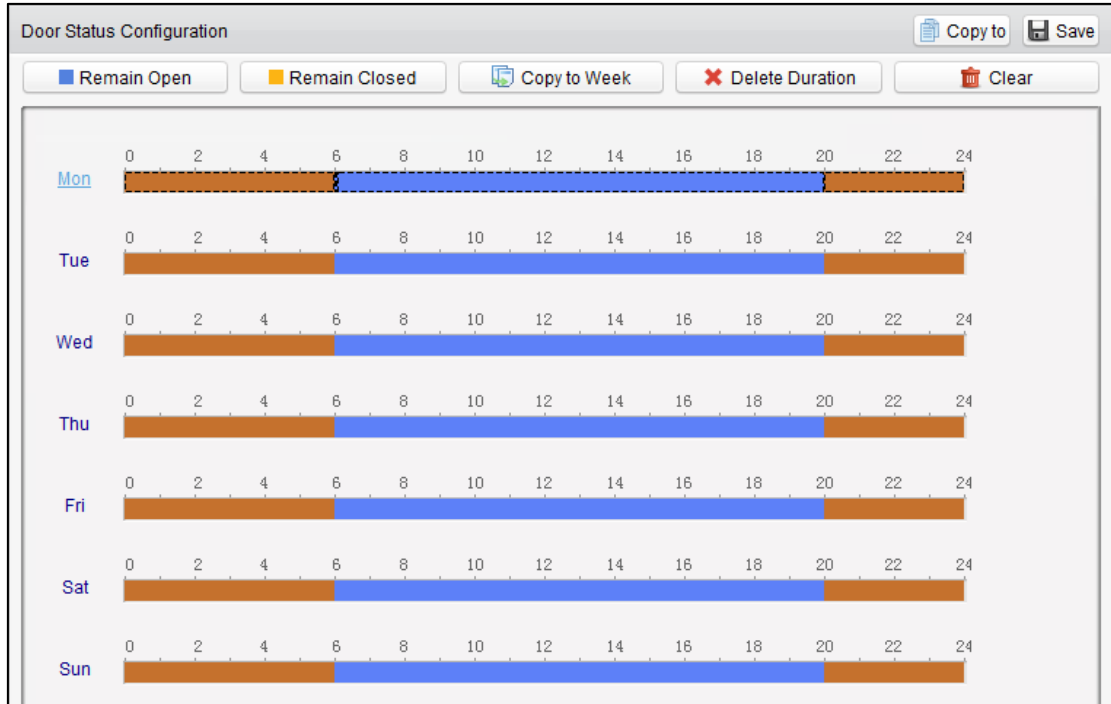 Door Status Configuration Copy to Save
Remain Open Remain Closed Copy to Week Delete Duration Clear
0 2 4 6 8 10 12 14 16 18 20 22 24
Mon
0 2 4 6 8 10 12 14 16 18 20 22 24
Tue
0 2 4 6 8 10 12 14 16 18 20 22 24
Wed
0 2 4 6 8 10 12 14 16 18 20 22 24
Thu
0 2 4 6 8 10 12 14 16 18 20 22 24
Fri
0 2 4 6 8 10 12 14 16 18 20 22 24
Sat
0 2 4 6 8 10 12 14 16 18 20 22 24
Sun